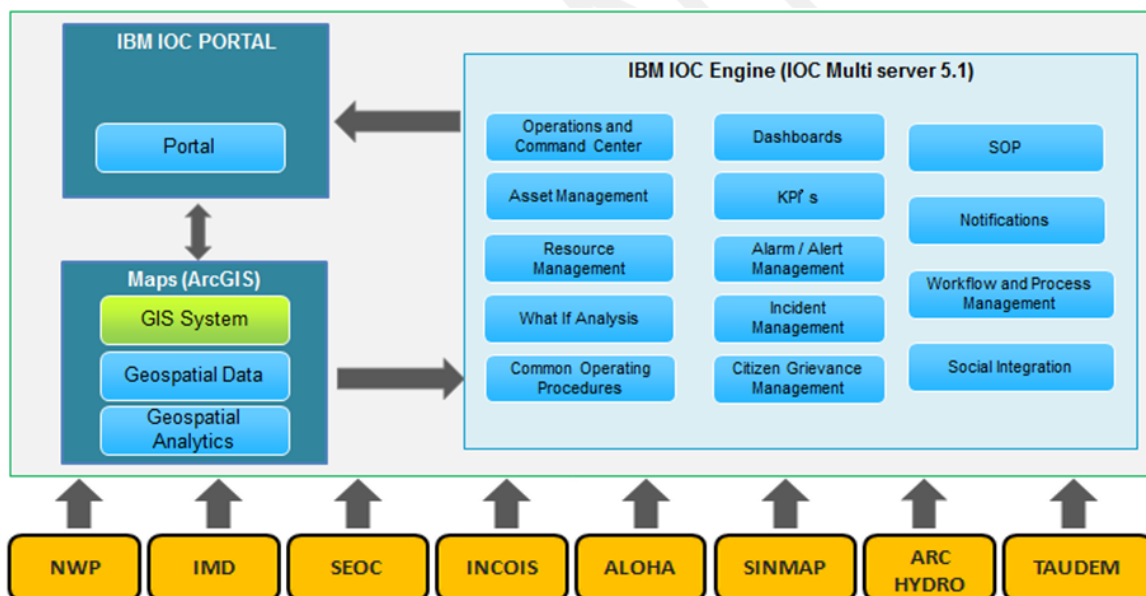 IBM IOC PORTAL
Portal
Maps (ArcGIS)
GIS System
Geospatial Data
Geospatial
Analytics
IBM IOC Engine (IOC Multi server 5.1)
Operations and
Command Center
Asset Management
Resource
Management
What If Analysis
Common Operating
Procedures
Dashboards
KPI's
Alarm / Alert
Management
Incident
Management
Citizen Grievance
Management
SOP
Notifications
Workflow and Process
Management
Social Integration
NWP
IMD
SEOC
INCOIS
ALOHA
SINMAP
ARC
HYDRO
TAUDEM